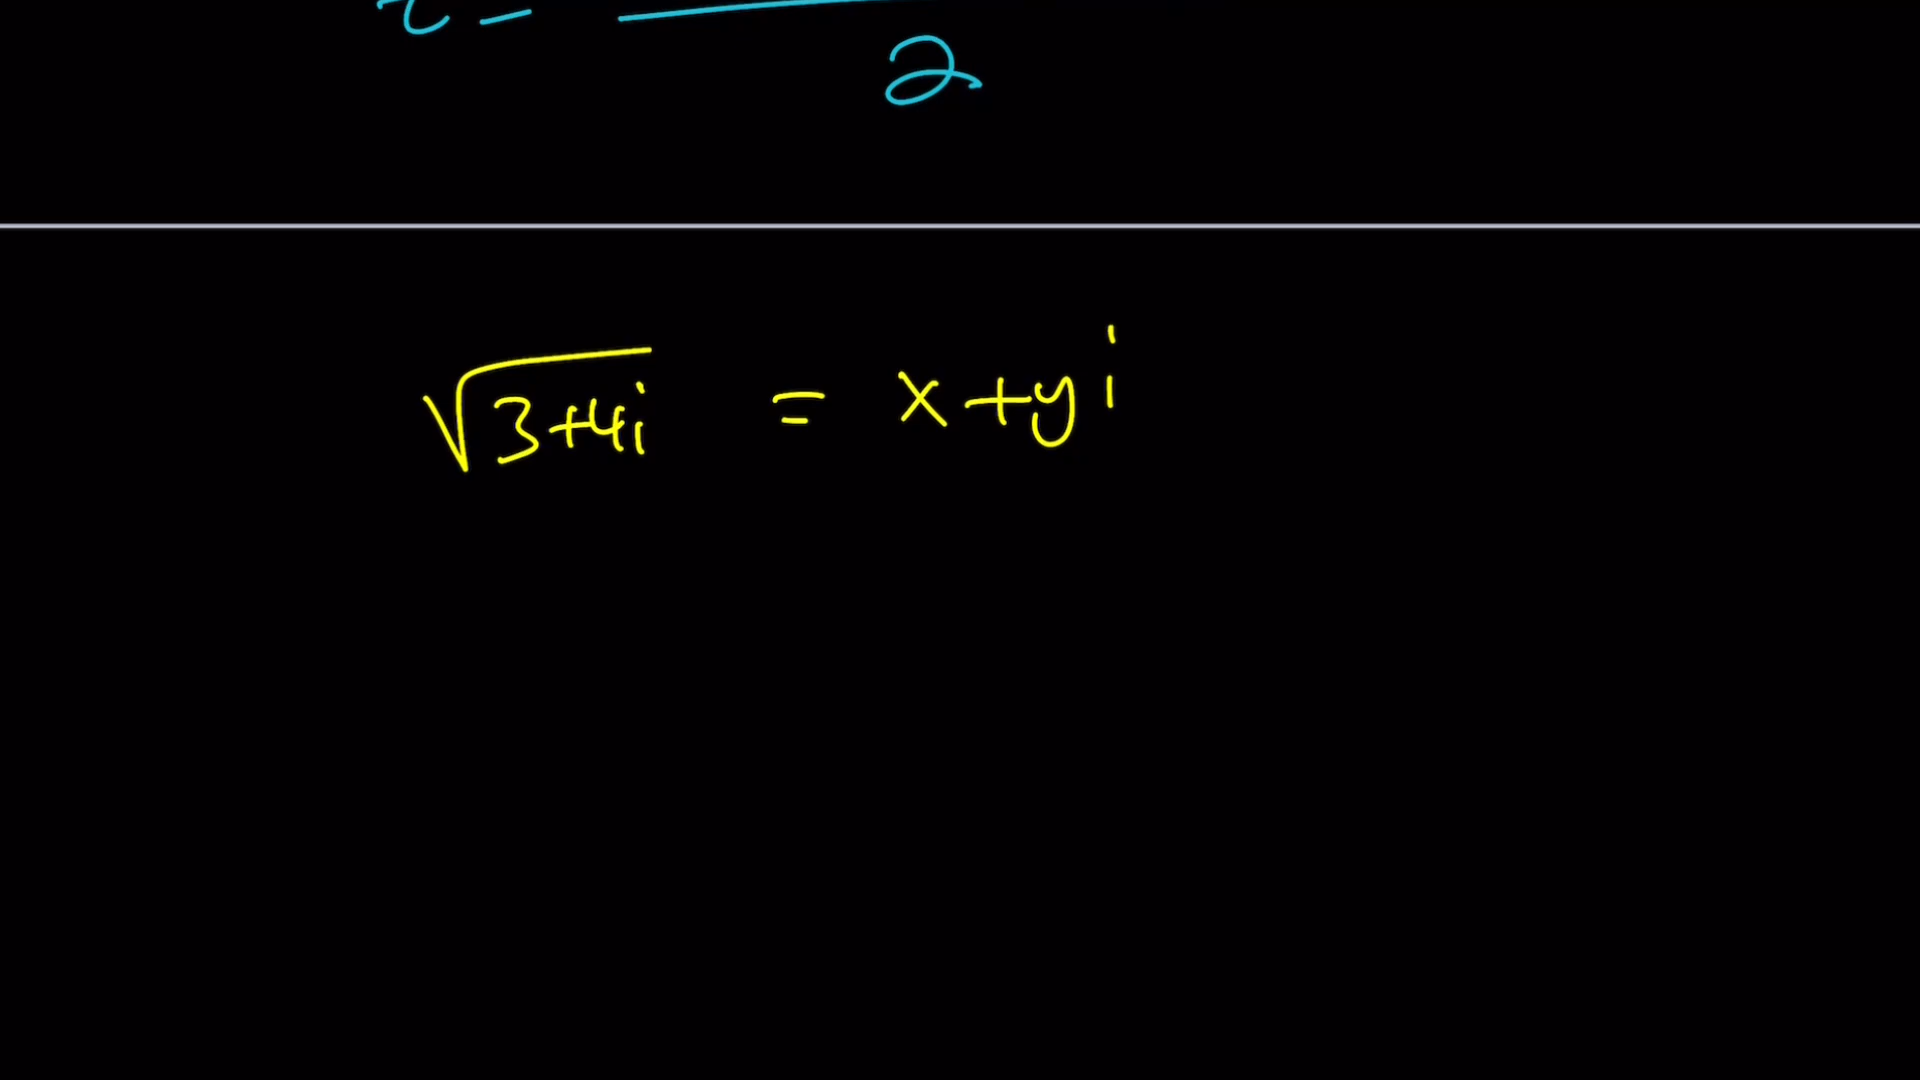 2
√3+4i = x+yi